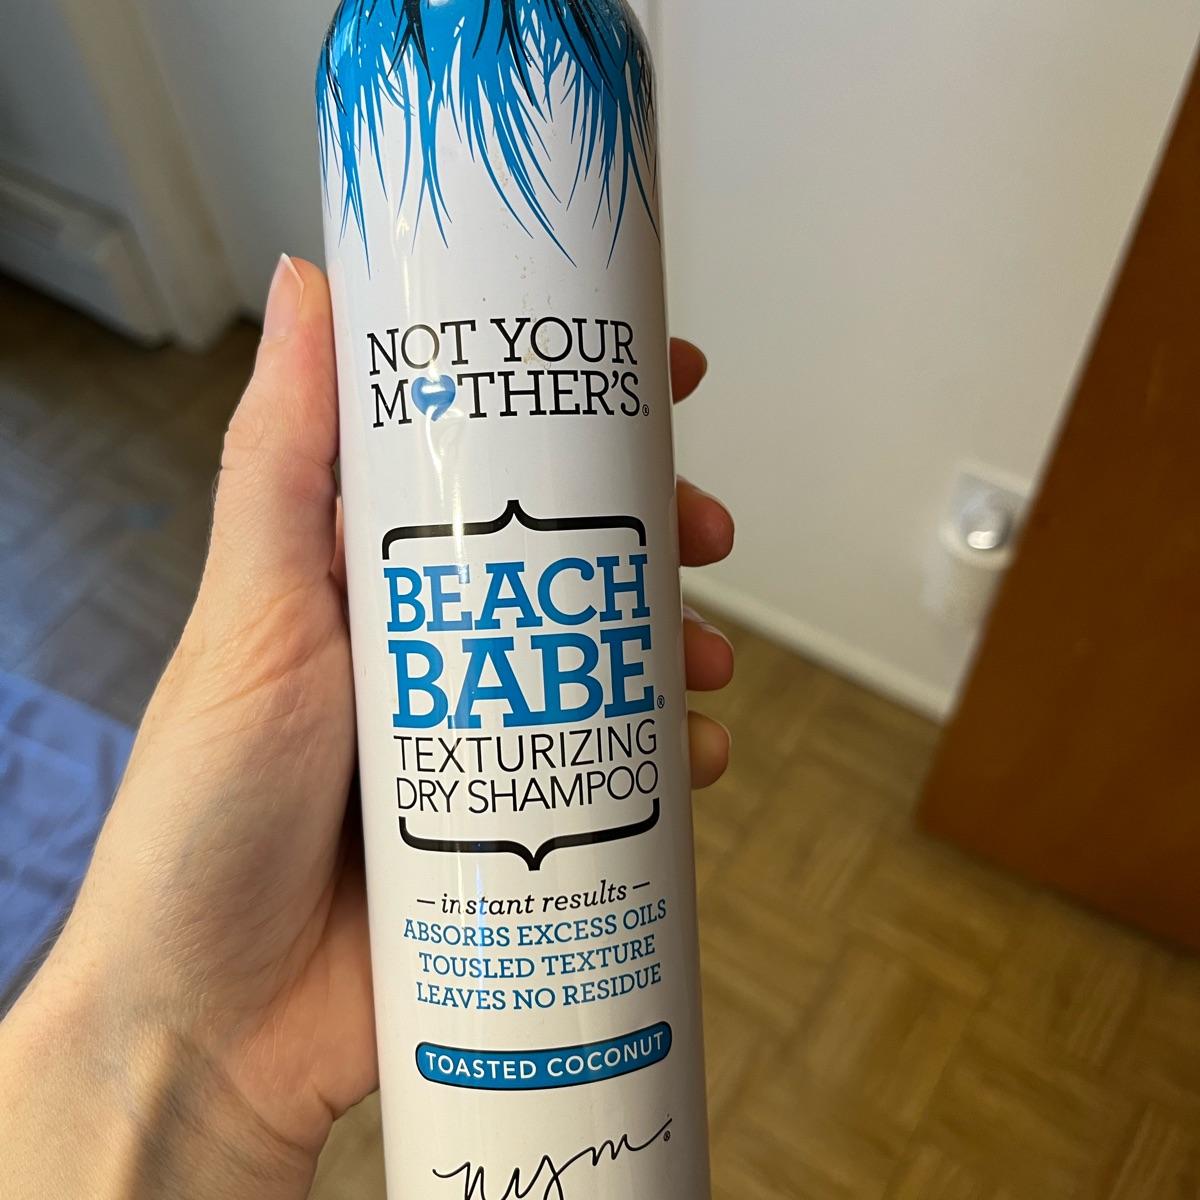 NOT YOUR
MOTHER'S®
BEACH
BABE®
TEXTURIZING
DRY SHAMPOO
—instant results—
ABSORBS EXCESS OILS
TOUSLED TEXTURE
LEAVES NO RESIDUE
TOASTED COCONUT
nym®